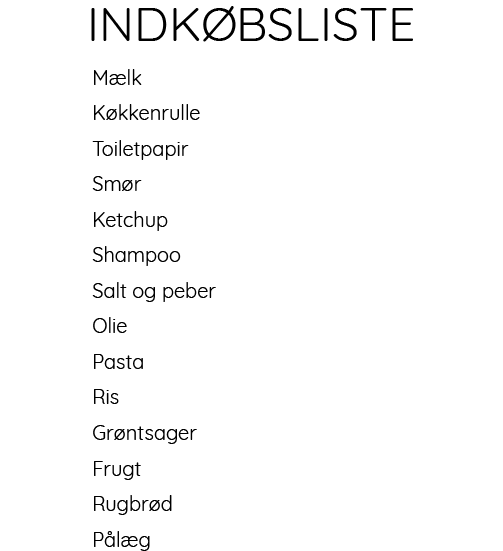 INDKØBSLISTE
Mælk
Køkkenrulle
Toiletpapir
Smør
Ketchup
Shampoo
Salt og peber
Olie
Pasta
Ris
Grøntsager
Frugt
Rugbrød
Pålæg